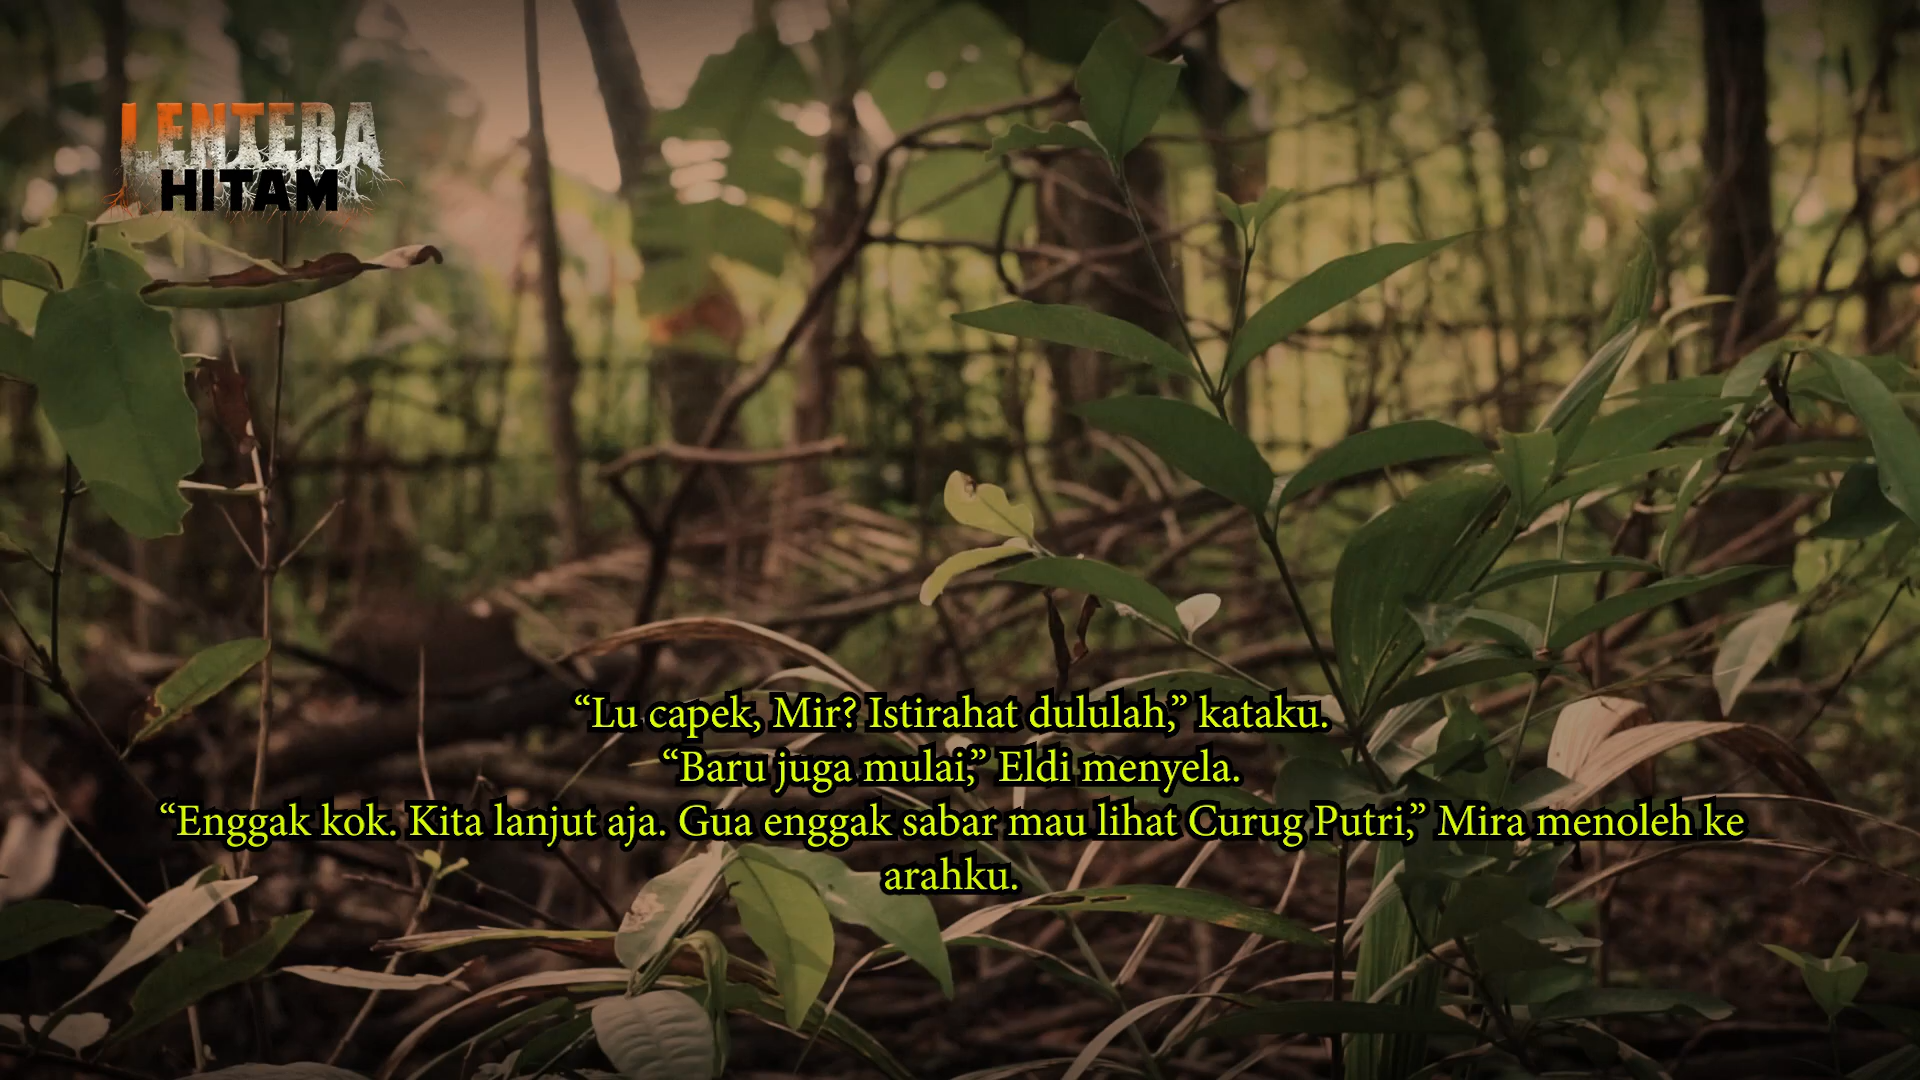 LENTERA
HITAM
“Lu capek, Mir? Istirahat dululah,” kataku.
“Baru juga mulai,” Eldi menyela.
“Enggak kok. Kita lanjut aja. Gua enggak sabar mau lihat Curug Putri,” Mira menoleh ke
arahku.